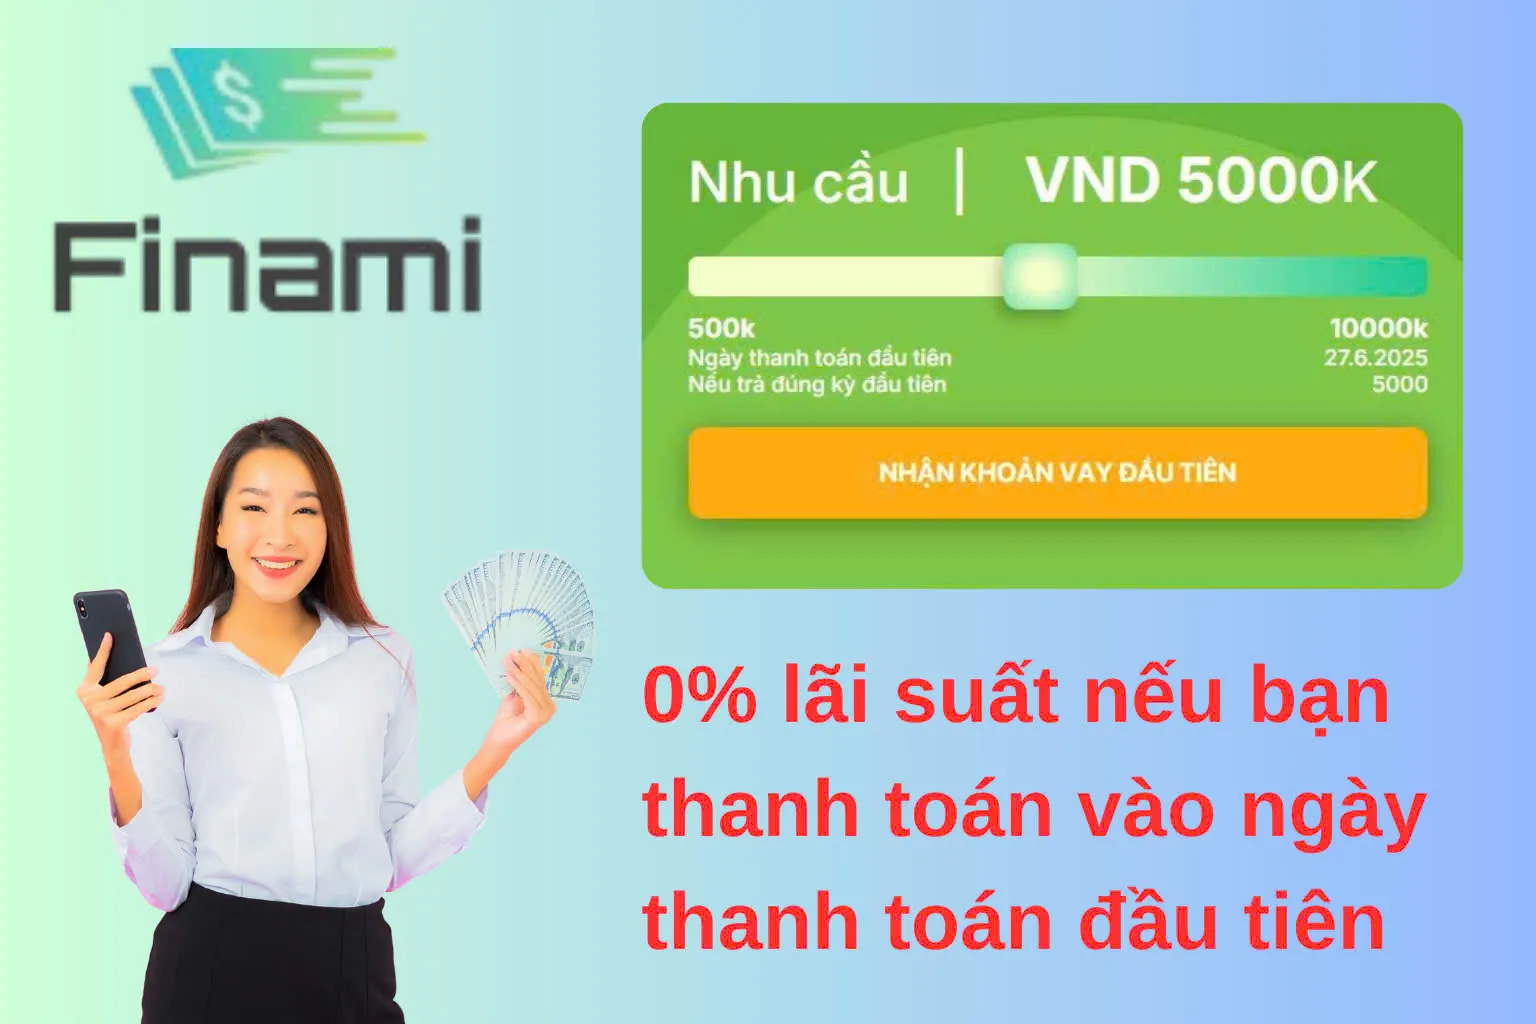 Finami
Nhu cầu | VND 5000K
500k 10000k
Ngày thanh toán đầu tiên 27.6.2025
Nếu trả đúng kỳ đầu tiên 5000
NHẬN KHOẢN VAY ĐẦU TIÊN
0% lãi suất nếu bạn
thanh toán vào ngày
thanh toán đầu tiên